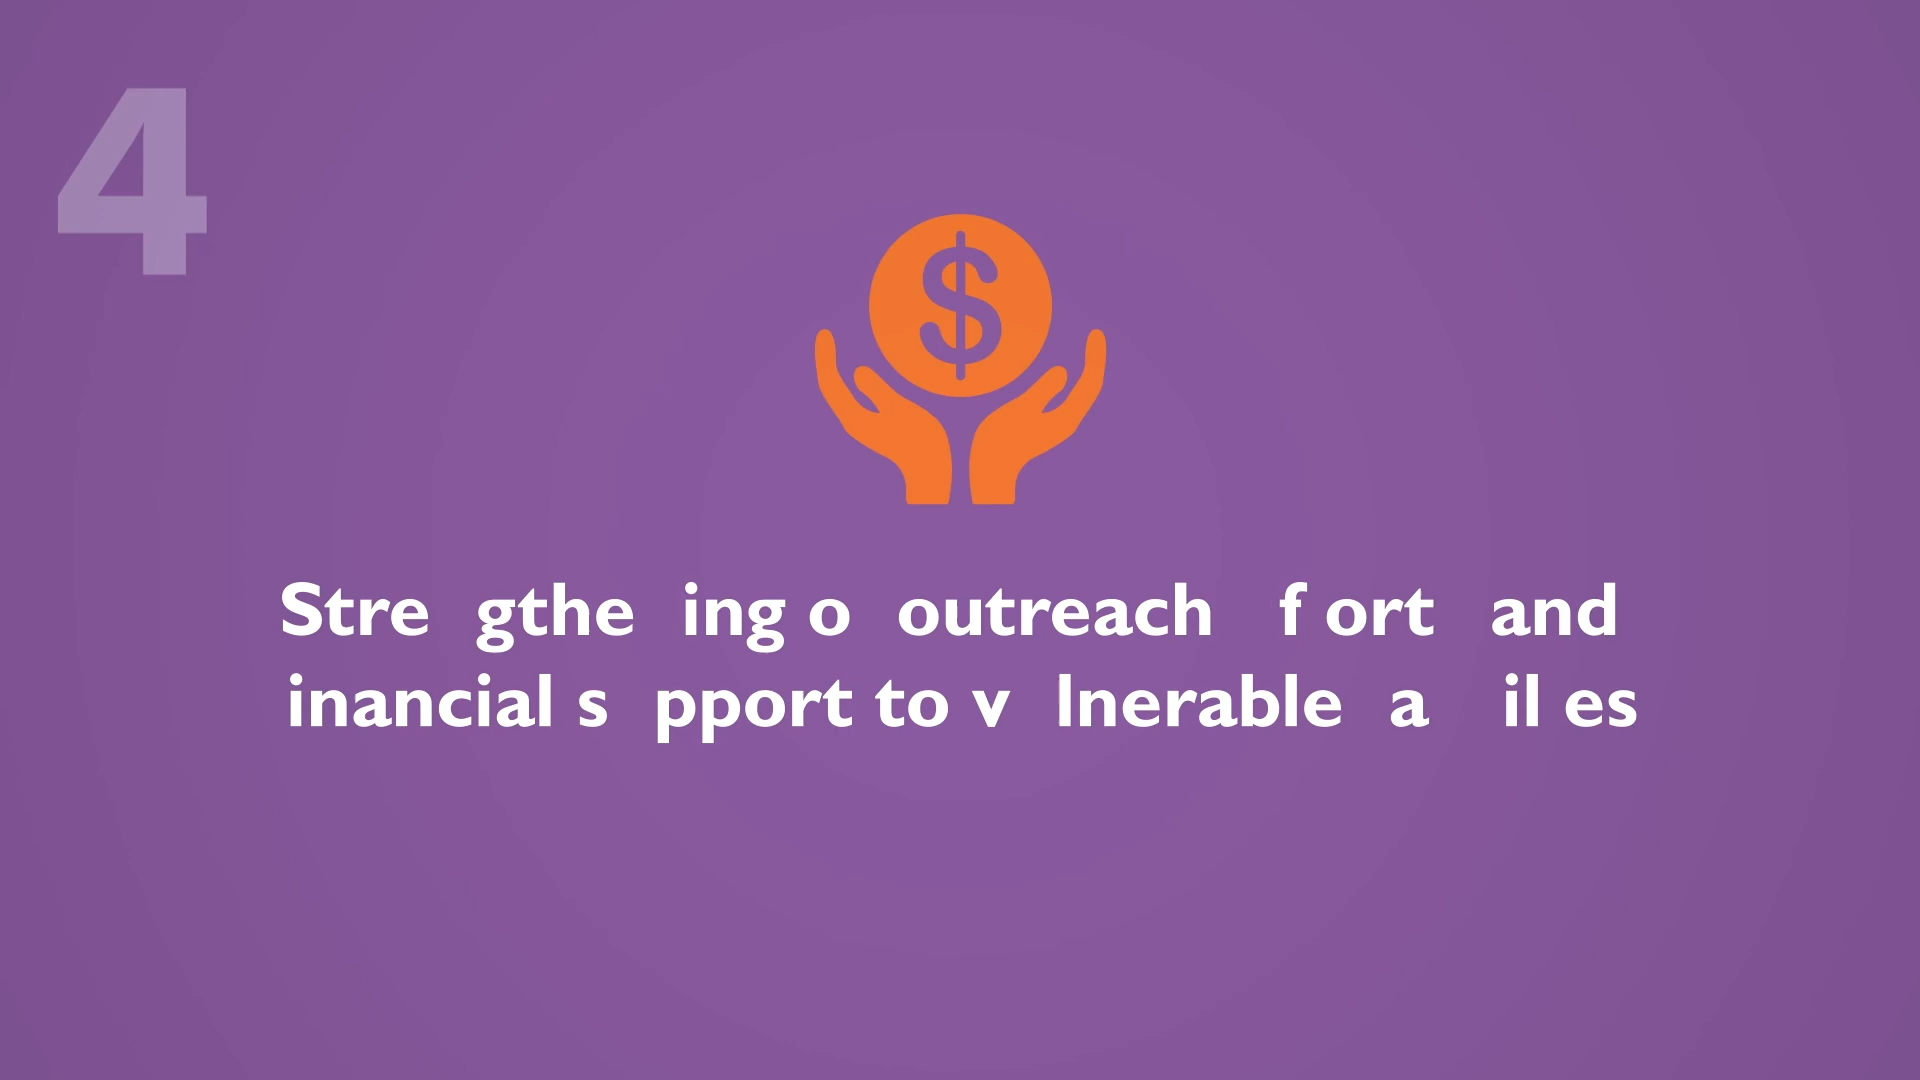 4
Stre gthe ing o outreach f ort and
inancial s pport to v lnerable a il es